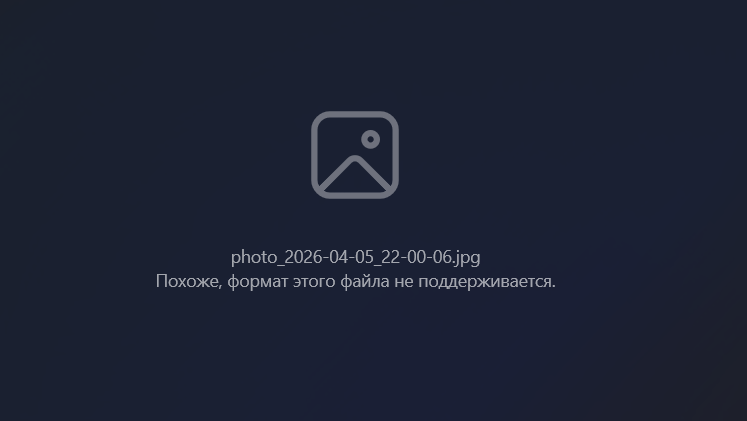 photo_2026-04-05_22-00-06.jpg
Похоже, формат этого файла не поддерживается.